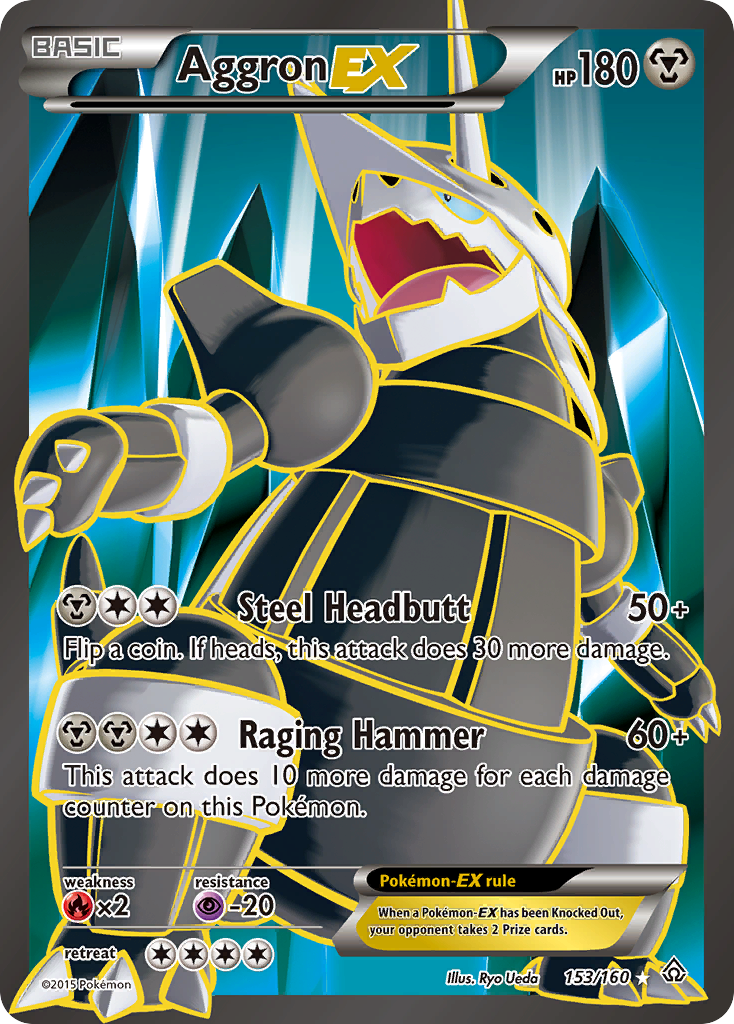 BASIC
Aggron EX
HP180
Steel Headbutt 50+
Flip a coin. If heads, this attack does 30 more damage.
Raging Hammer 60+
This attack does 10 more damage for each damage
counter on this Pokémon.
weakness resistance
×2 -20
Pokémon-EX rule
When a Pokémon-EX has been Knocked Out,
your opponent takes 2 Prize cards.
retreat
©2015 Pokémon
Illus. Ryo Ueda 153/160 ★